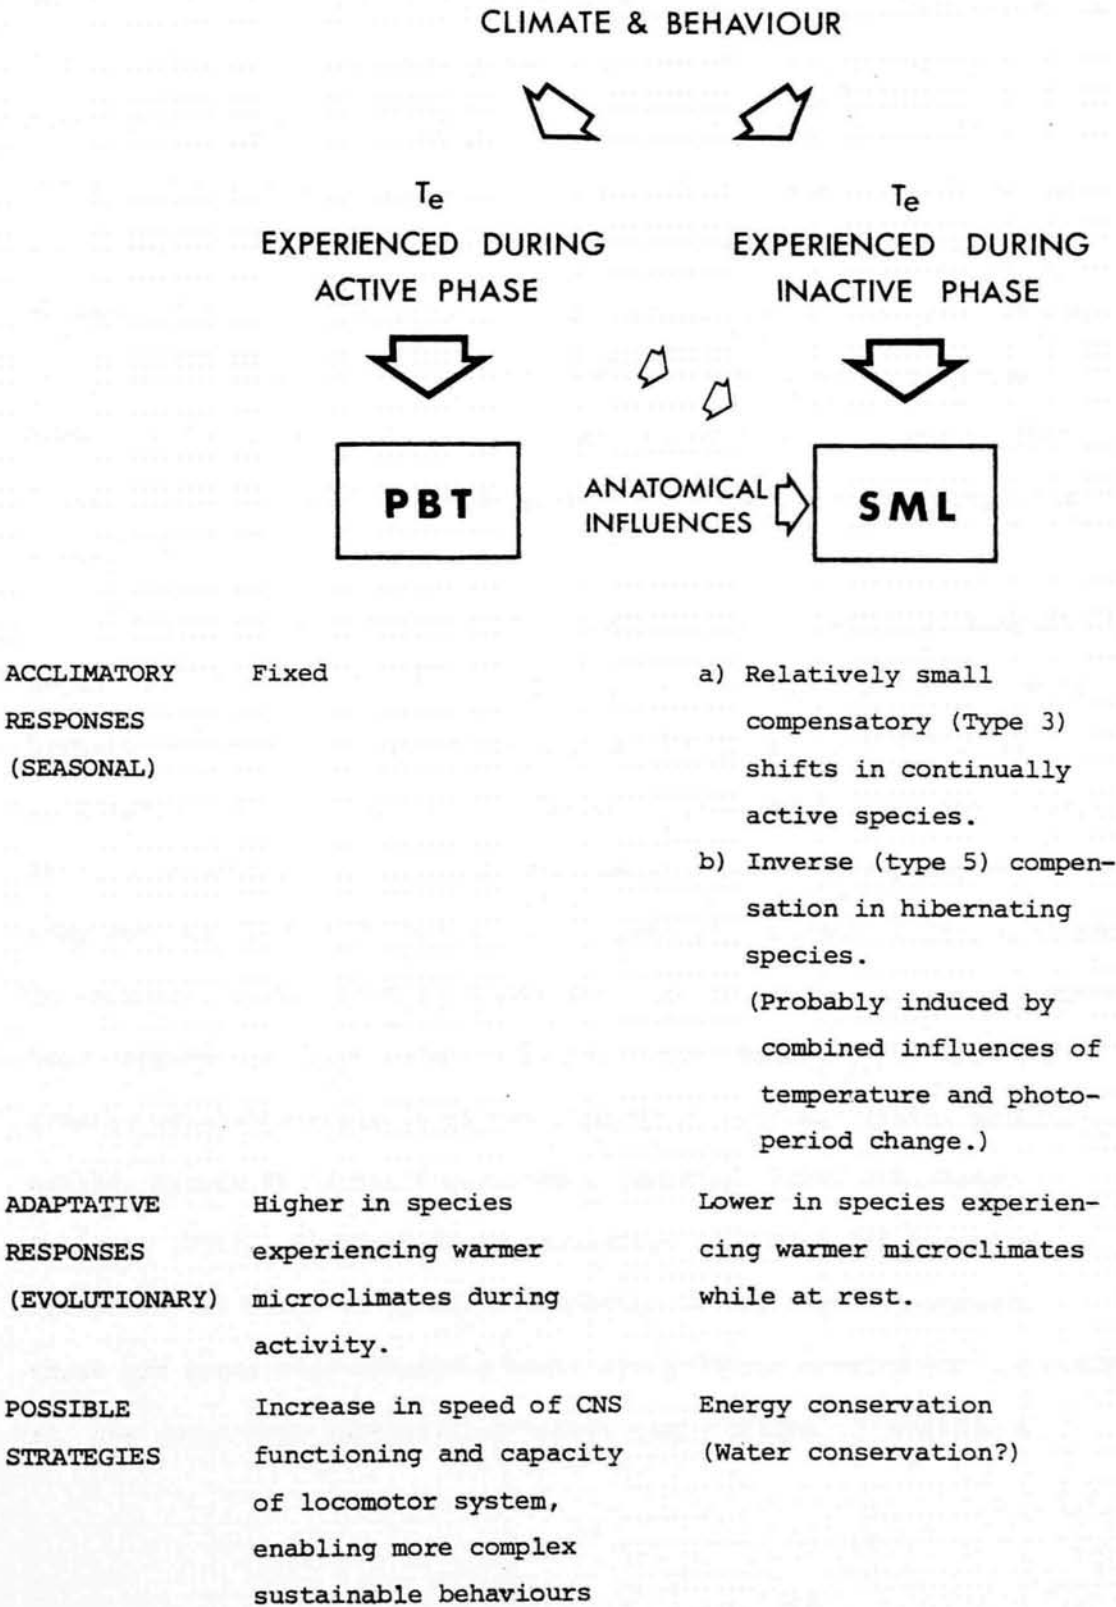 CLIMATE & BEHAVIOUR
Te
EXPERIENCED DURING
ACTIVE PHASE
Te
EXPERIENCED DURING
INACTIVE PHASE
PBT
ANATOMICAL
INFLUENCES
SML
ACCLIMATORY
RESPONSES
(SEASONAL)
Fixed
a) Relatively small
compensatory (Type 3)
shifts in continually
active species.
b) Inverse (type 5) compen-
sation in hibernating
species.
(Probably induced by
combined influences of
temperature and photo-
period change.)
ADAPTATIVE
RESPONSES
(EVOLUTIONARY)
Higher in species
experiencing warmer
microclimates during
activity.
Lower in species experien-
cing warmer microclimates
while at rest.
POSSIBLE
STRATEGIES
Increase in speed of CNS
functioning and capacity
of locomotor system,
enabling more complex
sustainable behaviours
Energy conservation
(Water conservation?)